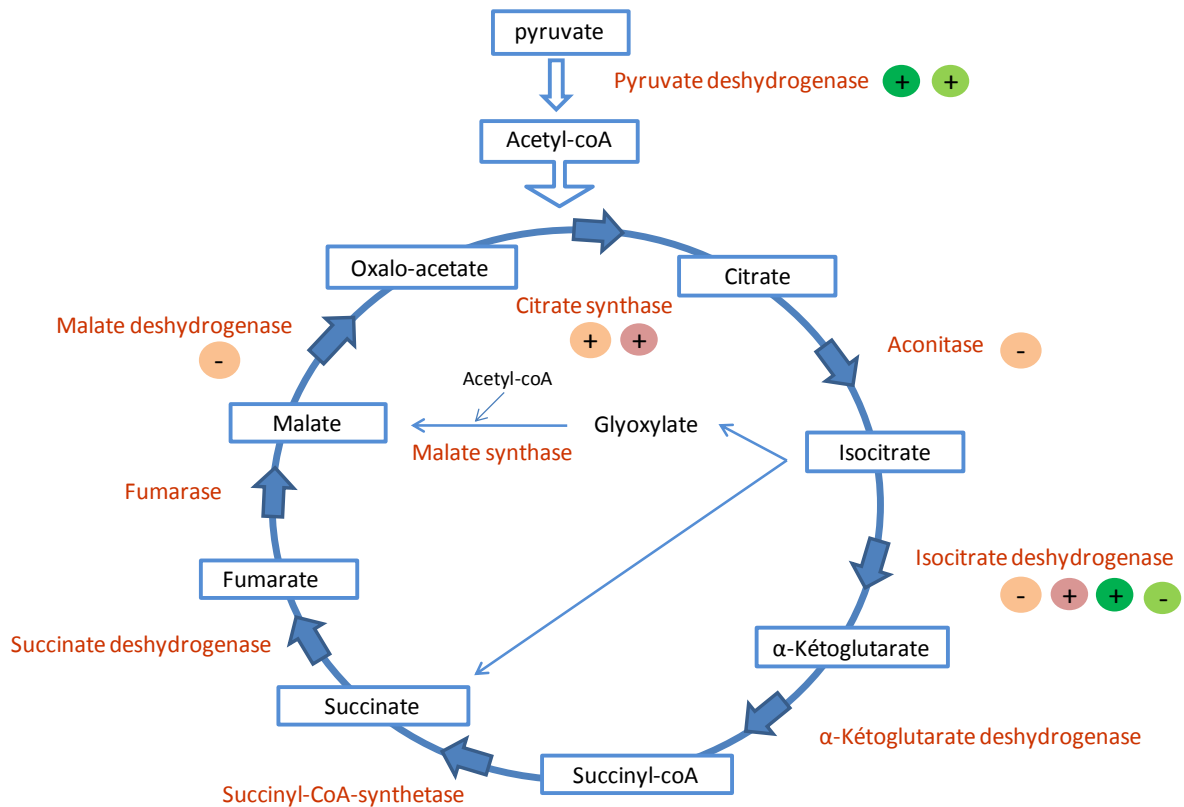 pyruvate
Pyruvate deshydrogenase + +
Acetyl-coA
Oxalo-acetate
Citrate
Citrate synthase
+ +
Malate deshydrogenase
-
Aconitase -
Acetyl-coA
Malate
Glyoxylate
Malate synthase
Isocitrate
Fumarase
Isocitrate deshydrogenase
- + + -
Fumarate
Succinate deshydrogenase
α-Kétoglutarate
Succinate
α-Kétoglutarate deshydrogenase
Succinyl-coA
Succinyl-CoA-synthetase